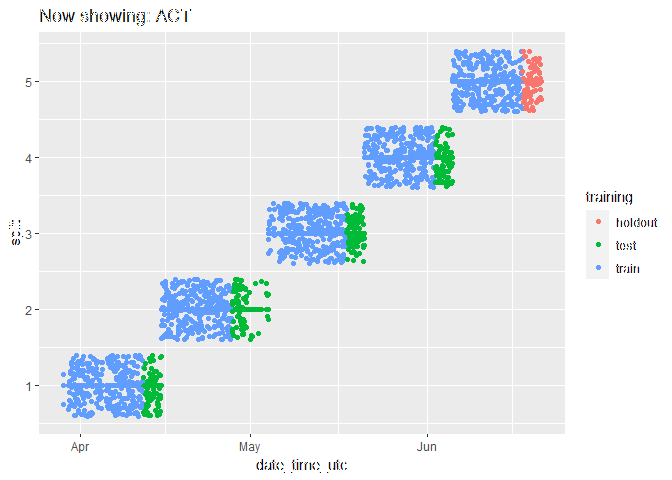 Now showing: ACT
5
4
3
2
1
split
Apr
May
Jun
date_time_utc
training
holdout
test
train